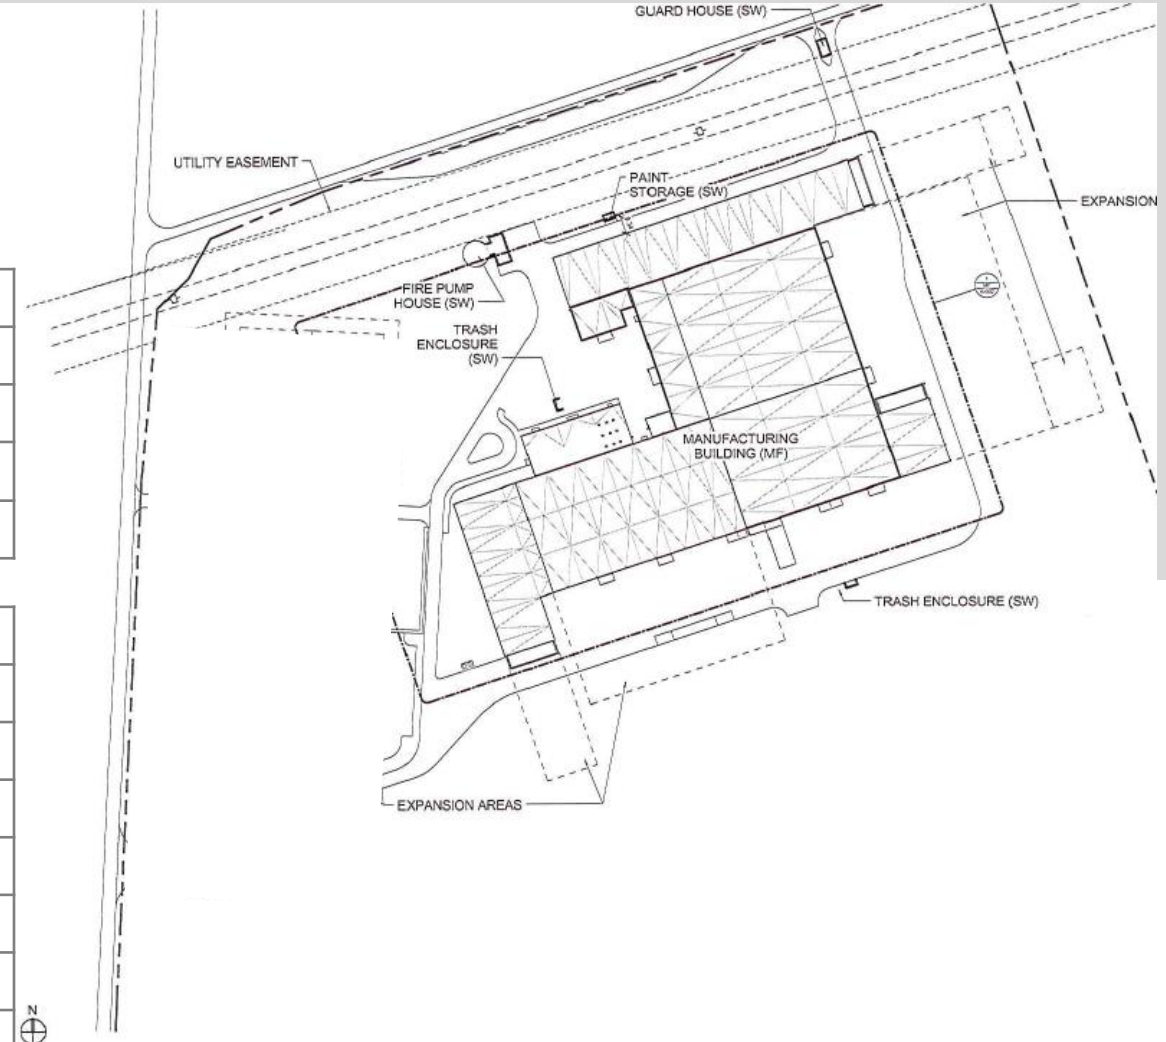 GUARD HOUSE (SW)
UTILITY EASEMENT
PAINT
STORAGE (SW)
EXPANSION
FIRE PUMP
HOUSE (SW)
TRASH
ENCLOSURE
(SW)
MANUFACTURING
BUILDING (MF)
TRASH ENCLOSURE (SW)
EXPANSION AREAS
N